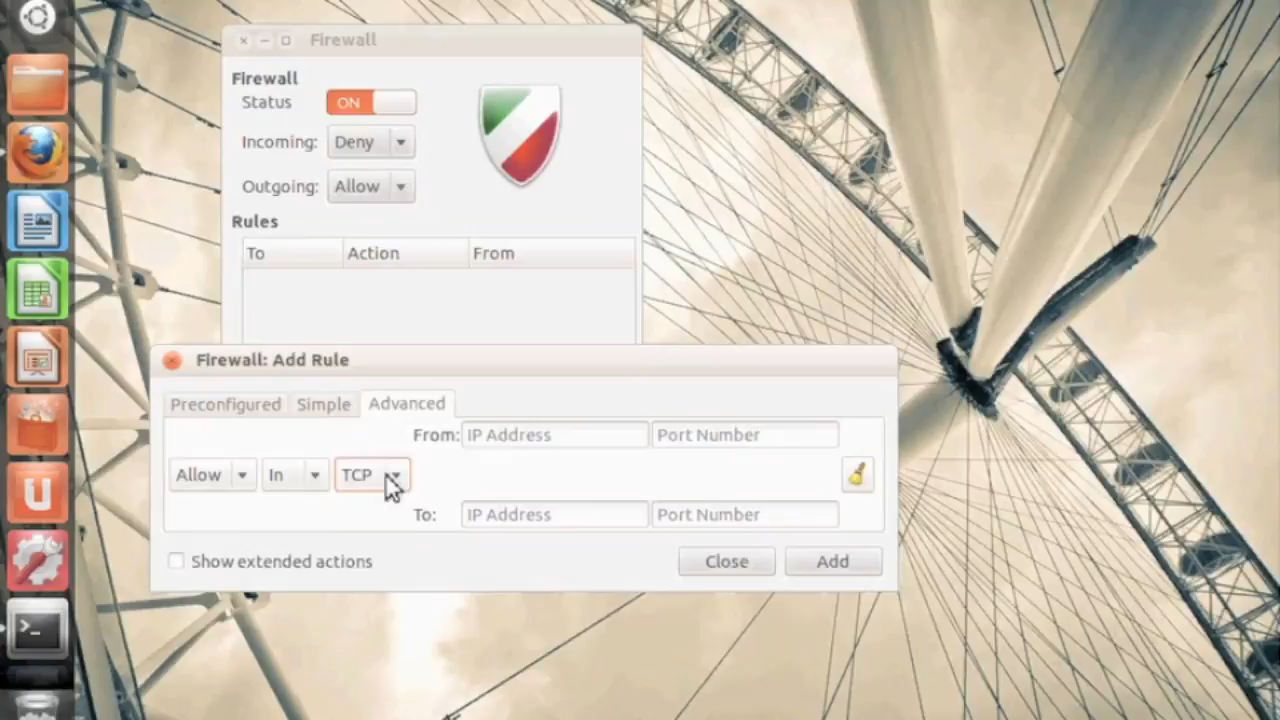 Firewall
Firewall
Status ON
Incoming: Deny
Outgoing: Allow
Rules
To Action From
Firewall: Add Rule
Preconfigured Simple Advanced
From: IP Address Port Number
Allow In TCP
To: IP Address Port Number
Show extended actions Close Add